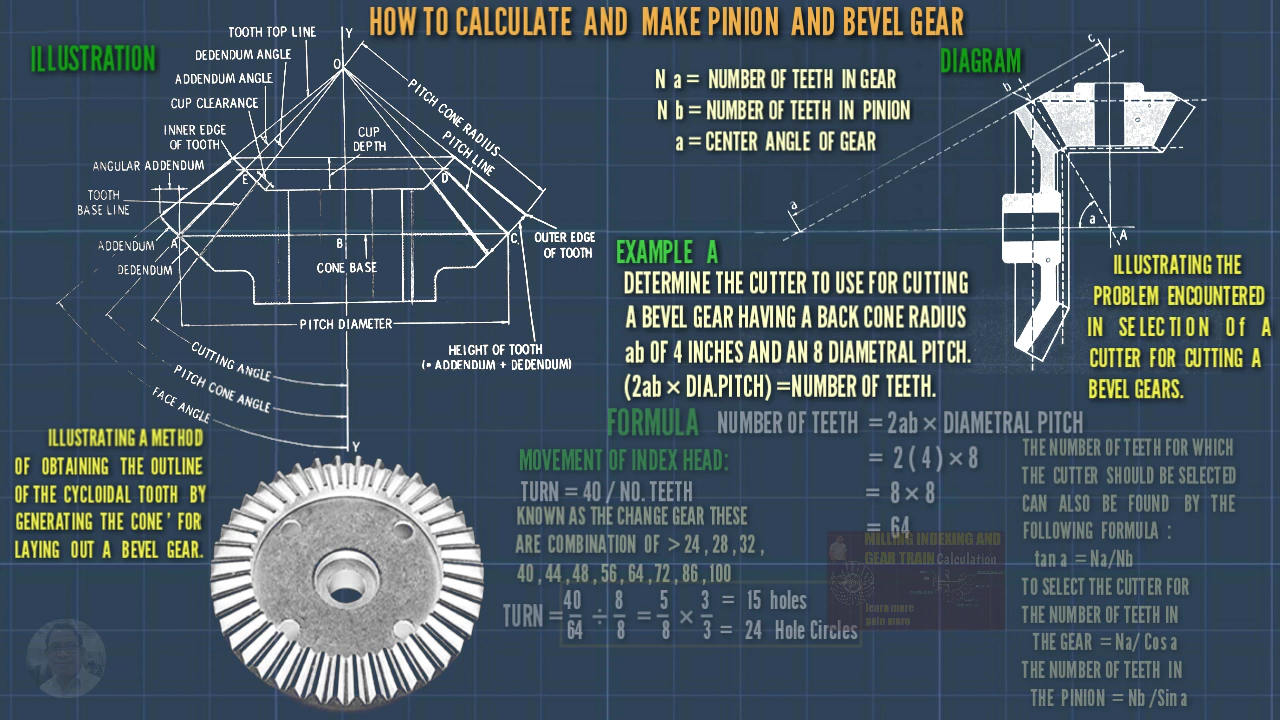 HOW TO CALCULATE AND MAKE PINION AND BEVEL GEAR
ILLUSTRATION
TOOTH TOP LINE
DEDENDUM ANGLE
ADDENDUM ANGLE
CUP CLEARANCE
INNER EDGE
OF TOOTH
ANGULAR ADDENDUM
TOOTH
BASE LINE
ADDENDUM
DEDENDUM
Y
O
PITCH CONE RADIUS
PITCH LINE
CUP
DEPTH
E
D
A
B
C
CONE BASE
OUTER EDGE
OF TOOTH
PITCH DIAMETER
HEIGHT OF TOOTH
(= ADDENDUM + DEDENDUM)
CUTTING ANGLE
PITCH CONE ANGLE
FACE ANGLE
Y
ILLUSTRATING A METHOD
OF OBTAINING THE OUTLINE
OF THE CYCLOIDAL TOOTH BY
GENERATING THE CONE ' FOR
LAYING OUT A BEVEL GEAR.
N a = NUMBER OF TEETH IN GEAR
N b = NUMBER OF TEETH IN PINION
a = CENTER ANGLE OF GEAR
DIAGRAM
c
b
a
a
A
EXAMPLE A
DETERMINE THE CUTTER TO USE FOR CUTTING
A BEVEL GEAR HAVING A BACK CONE RADIUS
ab OF 4 INCHES AND AN 8 DIAMETRAL PITCH.
(2ab × DIA.PITCH) =NUMBER OF TEETH.
ILLUSTRATING THE
PROBLEM ENCOUNTERED
IN SELECTION Of A
CUTTER FOR CUTTING A
BEVEL GEARS.
FORMULA NUMBER OF TEETH = 2ab × DIAMETRAL PITCH
= 2 ( 4 ) × 8
= 8 × 8
= 64
MOVEMENT OF INDEX HEAD:
TURN = 40 / NO. TEETH
KNOWN AS THE CHANGE GEAR THESE
ARE COMBINATION OF > 24 , 28 , 32 ,
40 , 44 , 48 , 56 , 64 , 72 , 86 , 100
TURN = 40/64 ÷ 8/8 = 5/8 × 3/3 = 15 holes
= 24 Hole Circles
MILLING INDEXING AND
GEAR TRAIN Calculation
learn more
THE NUMBER OF TEETH FOR WHICH
THE CUTTER SHOULD BE SELECTED
CAN ALSO BE FOUND BY THE
FOLLOWING FORMULA :
tan a = Na/Nb
TO SELECT THE CUTTER FOR
THE NUMBER OF TEETH IN
THE GEAR = Na/ Cos a
THE NUMBER OF TEETH IN
THE PINION = Nb /Sin a